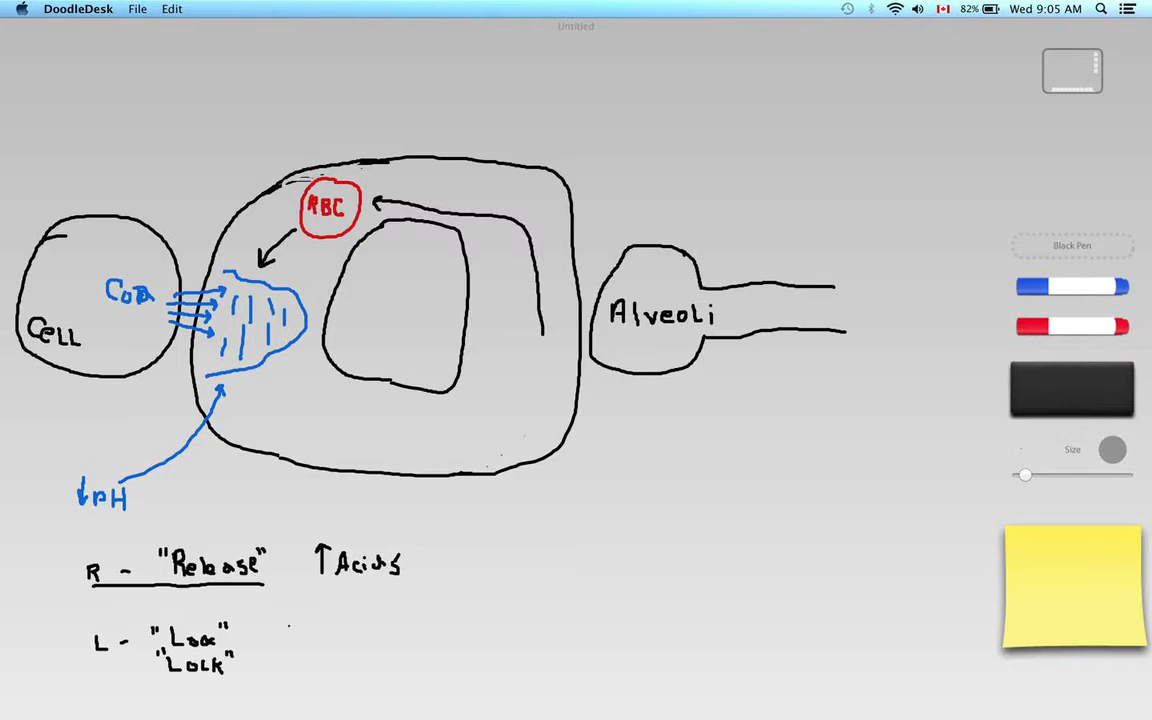 DoodleDesk File Edit 82% Wed 9:05 AM
Untitled
RBC
Black Pen
Cell
Alveoli
Size
↓pH
R - "Release" ↑Acids
L - "Loa"
"Lock"